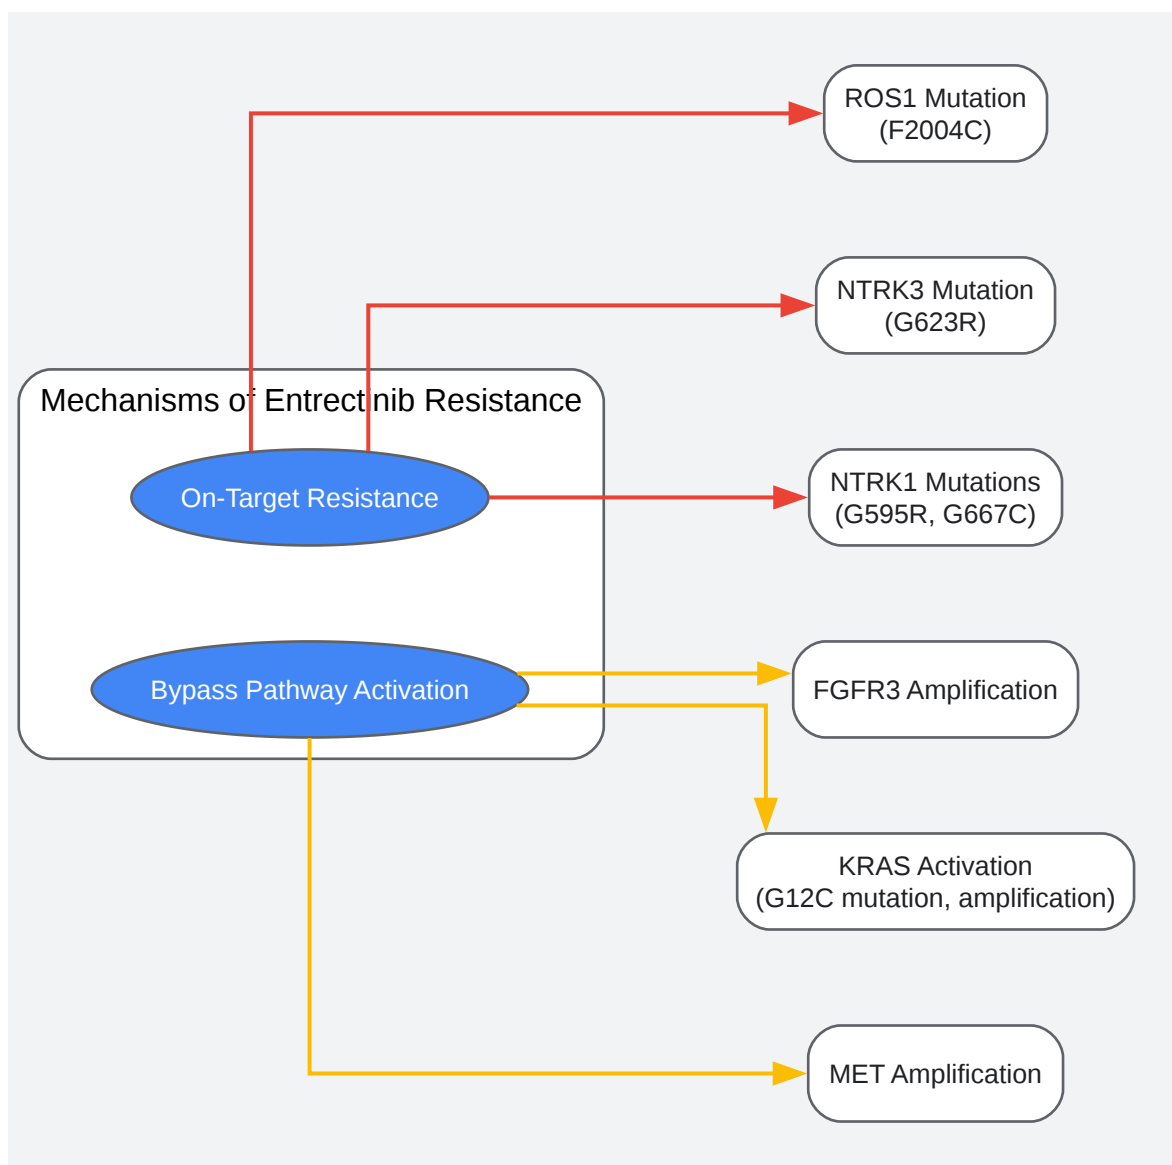 ROS1 Mutation
(F2004C)
NTRK3 Mutation
(G623R)
Mechanisms of Entrectinib Resistance
On-Target Resistance
NTRK1 Mutations
(G595R, G667C)
Bypass Pathway Activation
FGFR3 Amplification
KRAS Activation
(G12C mutation, amplification)
MET Amplification